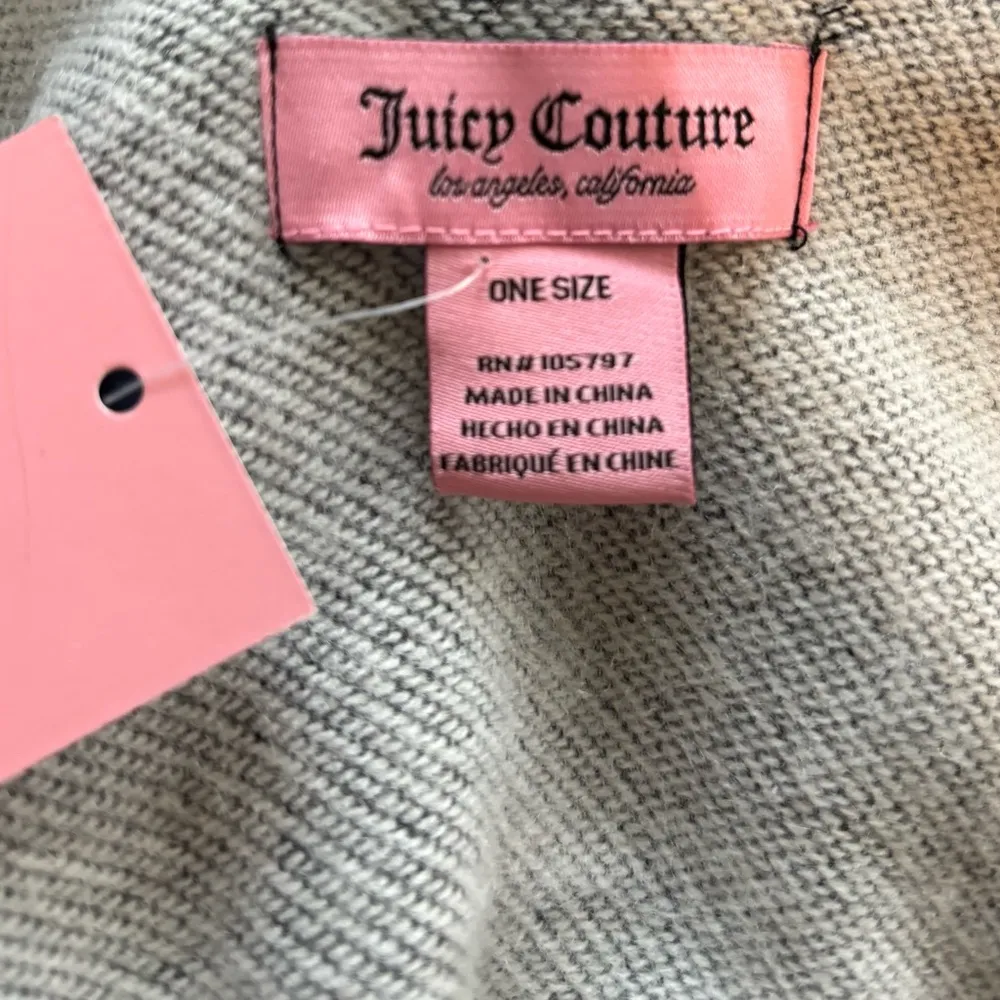 Juicy Couture
los angeles, california
ONE SIZE
RN# 105797
MADE IN CHINA
HECHO EN CHINA
FABRIQUÉ EN CHINE